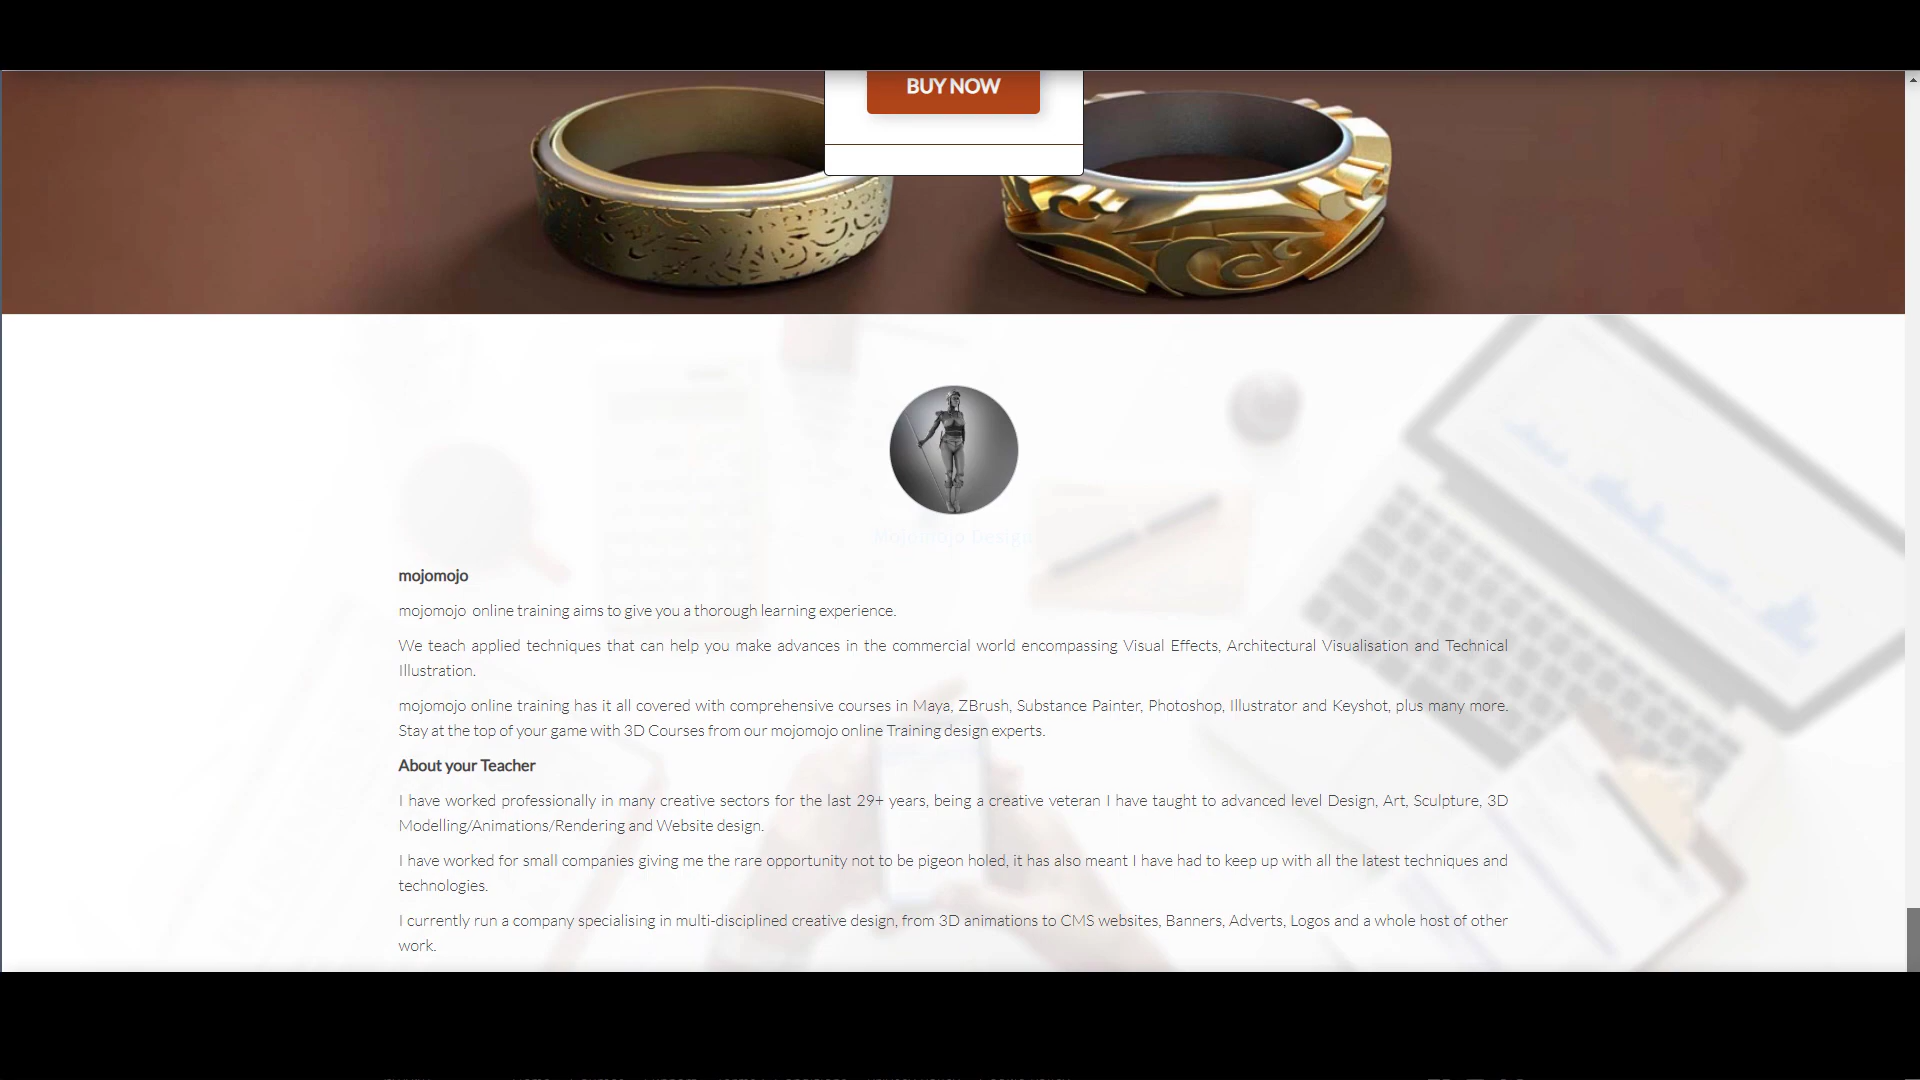 BUY NOW
Mojomojo Design
mojomojo
mojomojo online training aims to give you a thorough learning experience.
We teach applied techniques that can help you make advances in the commercial world encompassing Visual Effects, Architectural Visualisation and Technical
Illustration.
mojomojo online training has it all covered with comprehensive courses in Maya, ZBrush, Substance Painter, Photoshop, Illustrator and Keyshot, plus many more.
Stay at the top of your game with 3D Courses from our mojomojo online Training design experts.
About your Teacher
I have worked professionally in many creative sectors for the last 29+ years, being a creative veteran I have taught to advanced level Design, Art, Sculpture, 3D
Modelling/Animations/Rendering and Website design.
I have worked for small companies giving me the rare opportunity not to be pigeon holed, it has also meant I have had to keep up with all the latest techniques and
technologies.
I currently run a company specialising in multi-disciplined creative design, from 3D animations to CMS websites, Banners, Adverts, Logos and a whole host of other
work.